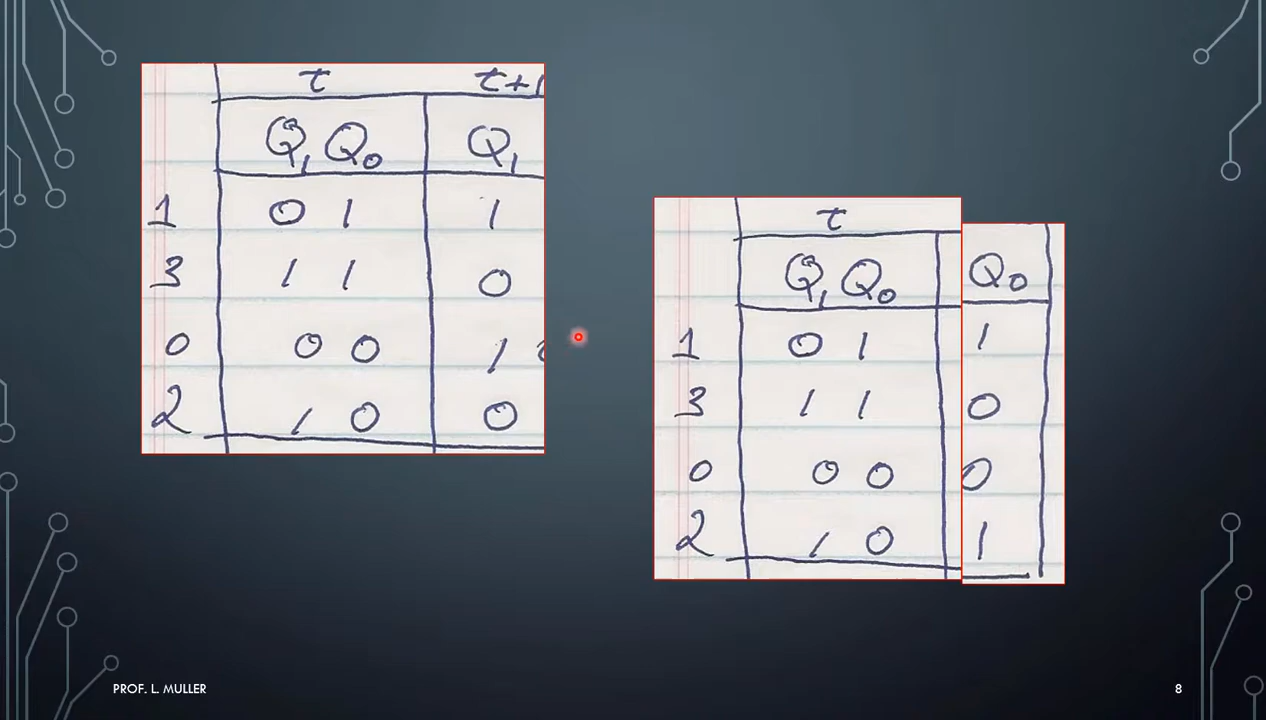 τ τ+1
Q₁ Q₀ Q₁
1 0 1 1
3 1 1 0
0 0 0 1
2 1 0 0
τ
Q₁ Q₀ Q₀
1 0 1 1
3 1 1 0
0 0 0 0
2 1 0 1
PROF. L. MULLER 8